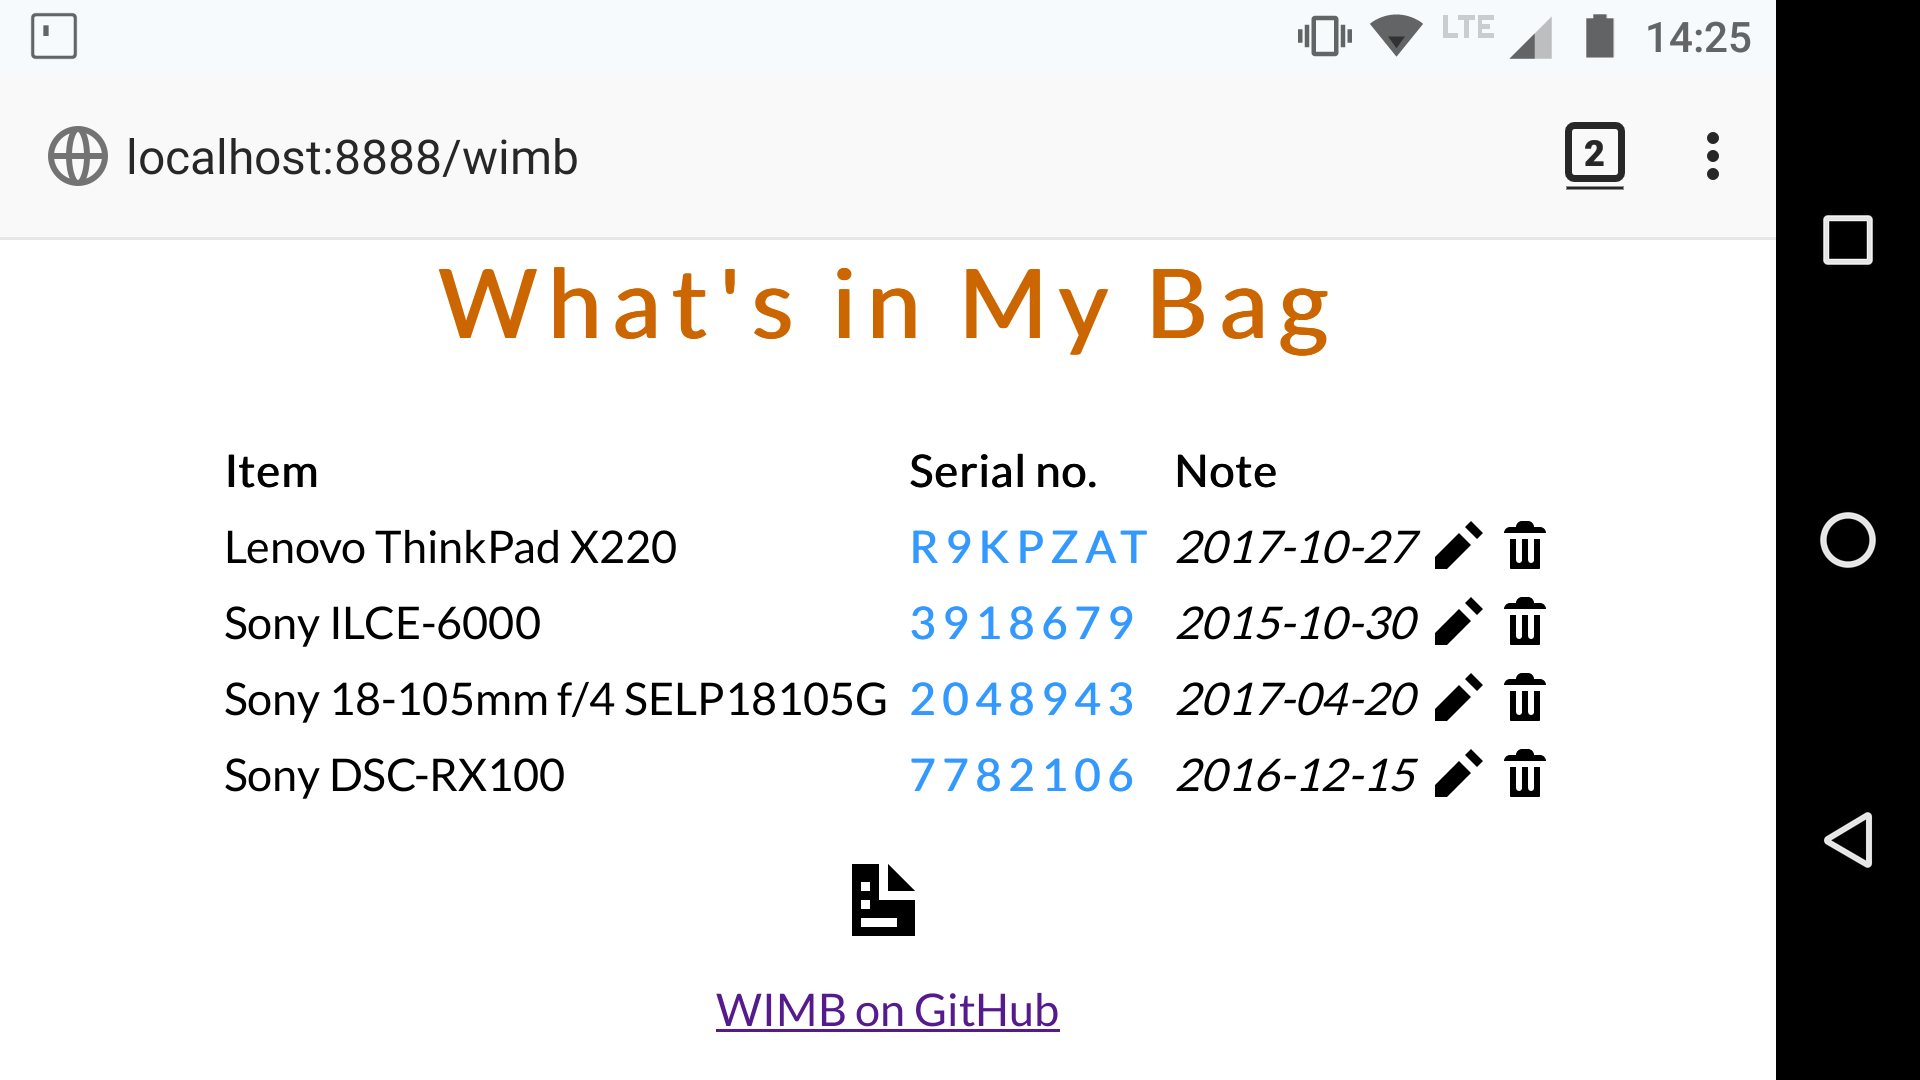 LTE 14:25
localhost:8888/wimb 2
What's in My Bag
Item Serial no. Note
Lenovo ThinkPad X220 R9KPZAT 2017-10-27
Sony ILCE-6000 3918679 2015-10-30
Sony 18-105mm f/4 SELP18105G 2048943 2017-04-20
Sony DSC-RX100 7782106 2016-12-15
WIMB on GitHub